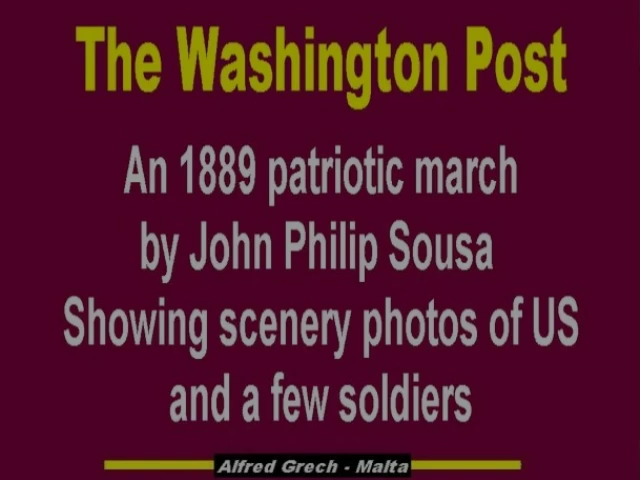 The Washington Post
An 1889 patriotic march
by John Philip Sousa
Showing scenery photos of US
and a few soldiers
Alfred Grech - Malta